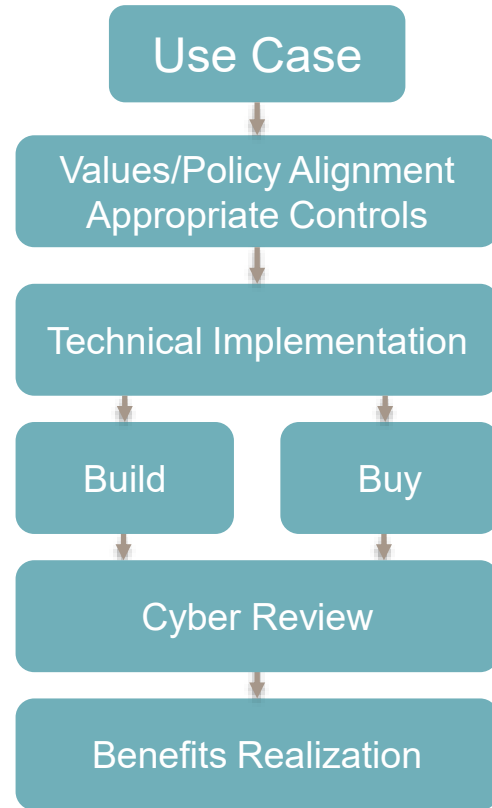 Use Case
Values/Policy Alignment
Appropriate Controls
Technical Implementation
Build
Buy
Cyber Review
Benefits Realization